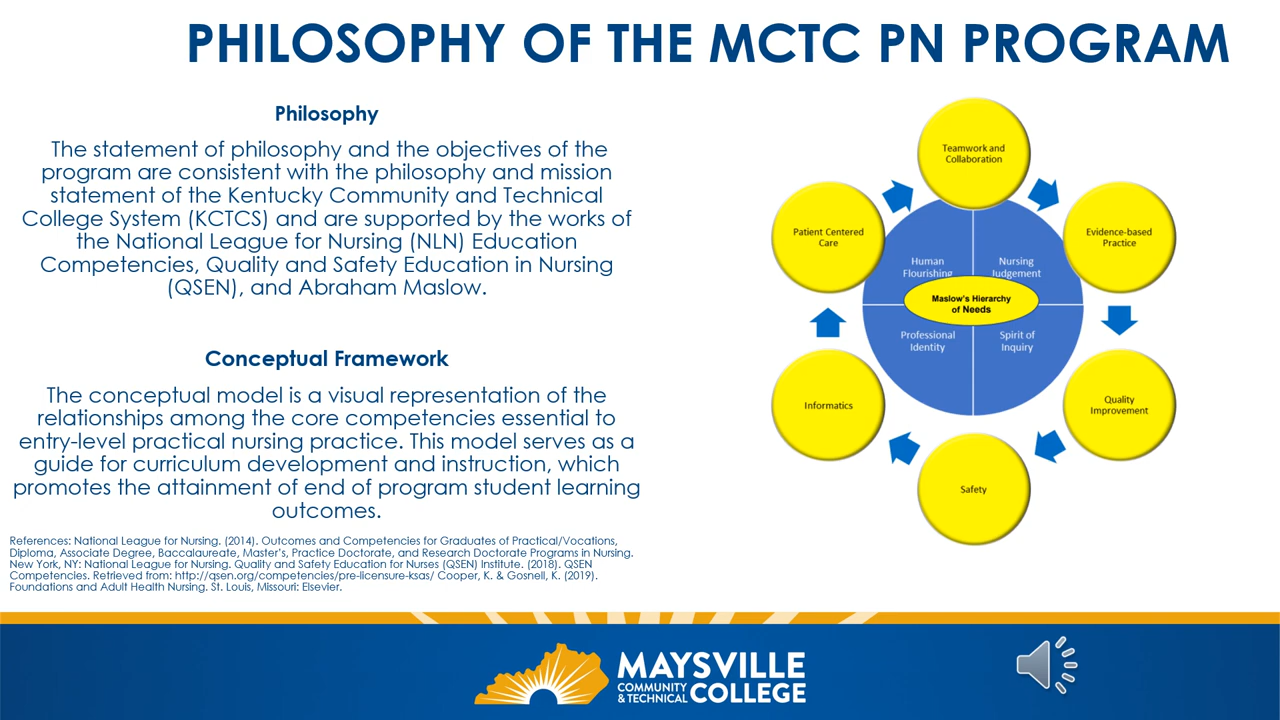 PHILOSOPHY OF THE MCTC PN PROGRAM
Philosophy
The statement of philosophy and the objectives of the
program are consistent with the philosophy and mission
statement of the Kentucky Community and Technical
College System (KCTCS) and are supported by the works of
the National League for Nursing (NLN) Education
Competencies, Quality and Safety Education in Nursing
(QSEN), and Abraham Maslow.
Conceptual Framework
The conceptual model is a visual representation of the
relationships among the core competencies essential to
entry-level practical nursing practice. This model serves as a
guide for curriculum development and instruction, which
promotes the attainment of end of program student learning
outcomes.
References: National League for Nursing. (2014). Outcomes and Competencies for Graduates of Practical/Vocations,
Diploma, Associate Degree, Baccalaureate, Master's, Practice Doctorate, and Research Doctorate Programs in Nursing.
New York, NY: National League for Nursing. Quality and Safety Education for Nurses (QSEN) Institute. (2018). QSEN
Competencies. Retrieved from: http://qsen.org/competencies/pre-licensure-ksas/ Cooper, K. & Gosnell, K. (2019).
Foundations and Adult Health Nursing. St. Louis, Missouri: Elsevier.
Teamwork and
Collaboration
Patient Centered
Care
Evidence-based
Practice
Human
Flourishing
Nursing
Judgement
Maslow's Hierarchy
of Needs
Professional
Identity
Spirit of
Inquiry
Informatics
Quality
Improvement
Safety
MAYSVILLE
COMMUNITY
& TECHNICAL
COLLEGE